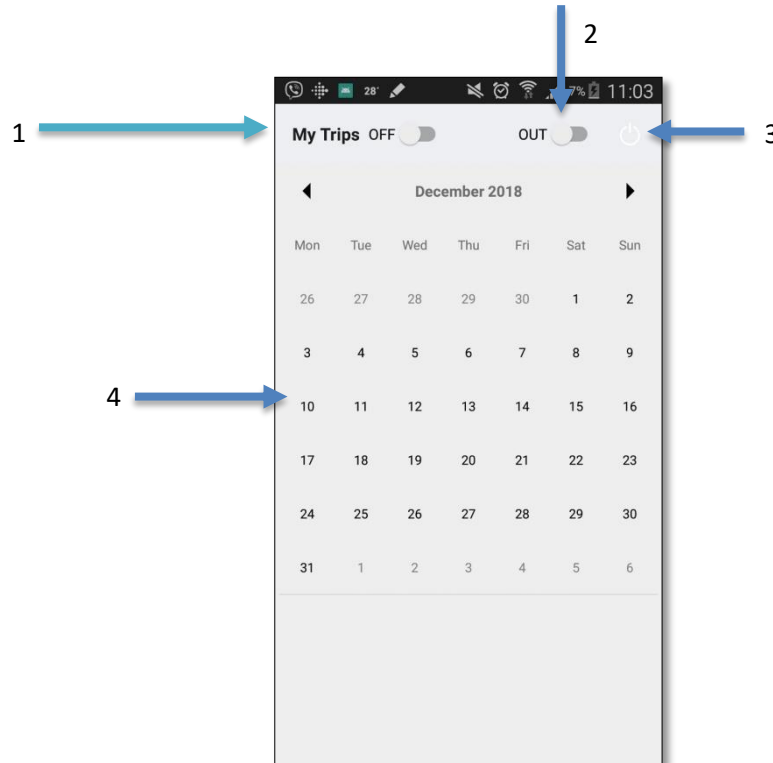 2
28°
7% 11:03
1
My Trips OFF OUT
3
December 2018
Mon Tue Wed Thu Fri Sat Sun
26 27 28 29 30 1 2
3 4 5 6 7 8 9
4
10 11 12 13 14 15 16
17 18 19 20 21 22 23
24 25 26 27 28 29 30
31 1 2 3 4 5 6